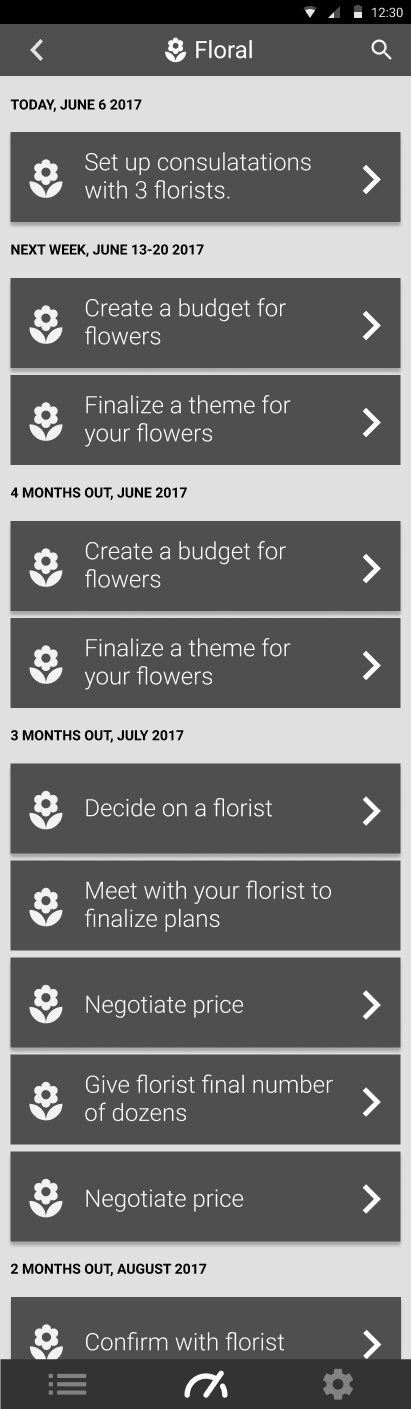 12:30
Floral
TODAY, JUNE 6 2017
Set up consulatations
with 3 florists.
NEXT WEEK, JUNE 13-20 2017
Create a budget for
flowers
Finalize a theme for
your flowers
4 MONTHS OUT, JUNE 2017
Create a budget for
flowers
Finalize a theme for
your flowers
3 MONTHS OUT, JULY 2017
Decide on a florist
Meet with your florist to
finalize plans
Negotiate price
Give florist final number
of dozens
Negotiate price
2 MONTHS OUT, AUGUST 2017
Confirm with florist